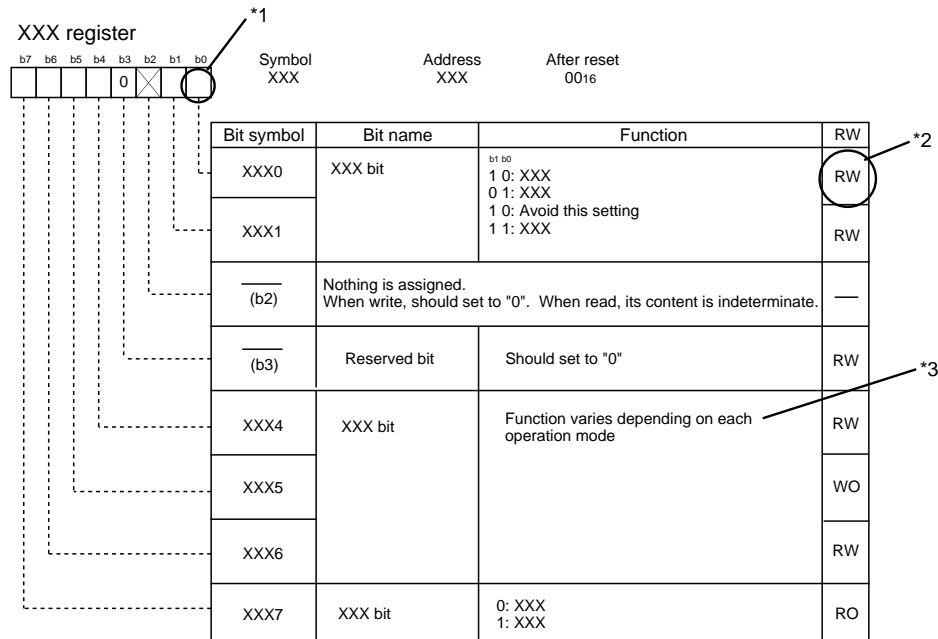 *1
XXX register
b7 b6 b5 b4 b3 b2 b1 b0
0
Symbol Address After reset
XXX XXX 0016
Bit symbol Bit name Function RW
*2
XXX0 XXX bit
b1 b0
1 0: XXX
0 1: XXX
1 0: Avoid this setting
1 1: XXX
RW
XXX1
RW
(b2)
Nothing is assigned.
When write, should set to "0". When read, its content is indeterminate.
—
(b3) Reserved bit Should set to "0" RW
*3
XXX4 XXX bit
Function varies depending on each
operation mode
RW
XXX5 WO
XXX6 RW
XXX7 XXX bit
0: XXX
1: XXX
RO